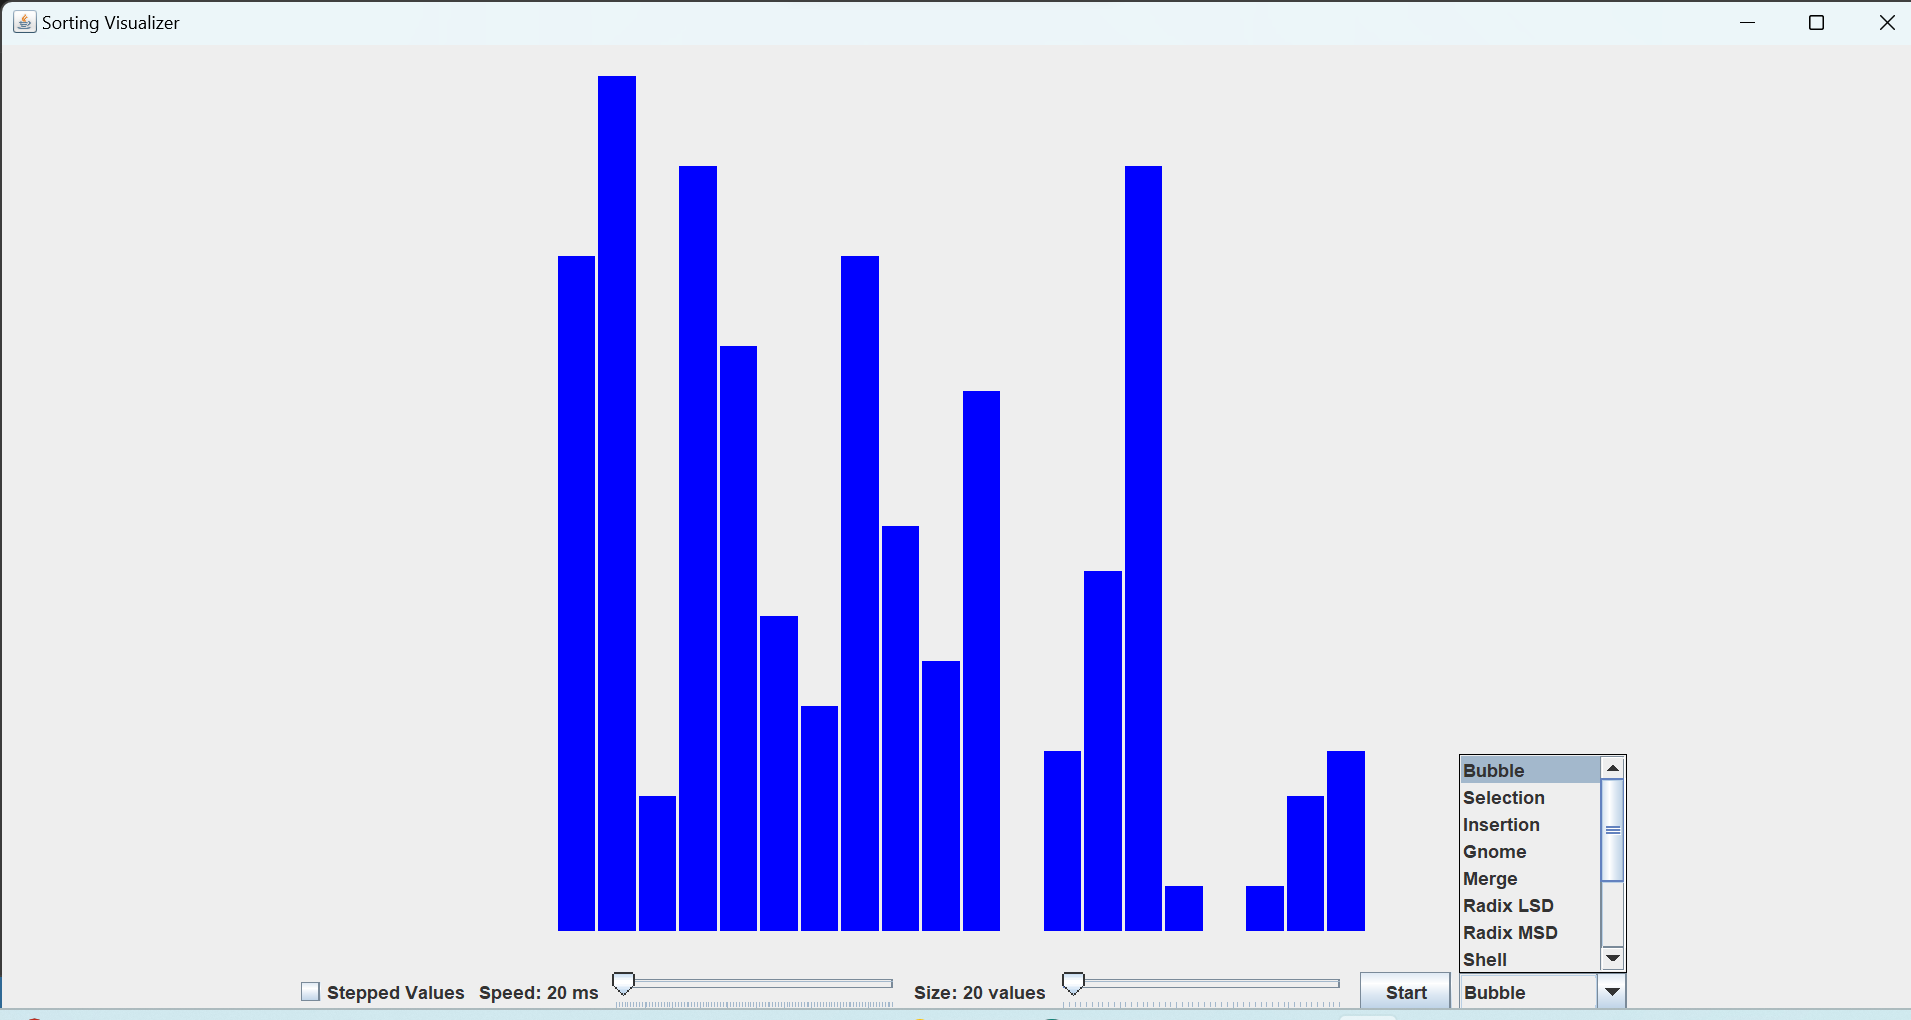 Sorting Visualizer
Bubble
Selection
Insertion
Gnome
Merge
Radix LSD
Radix MSD
Shell
Stepped Values Speed: 20 ms Size: 20 values Start Bubble